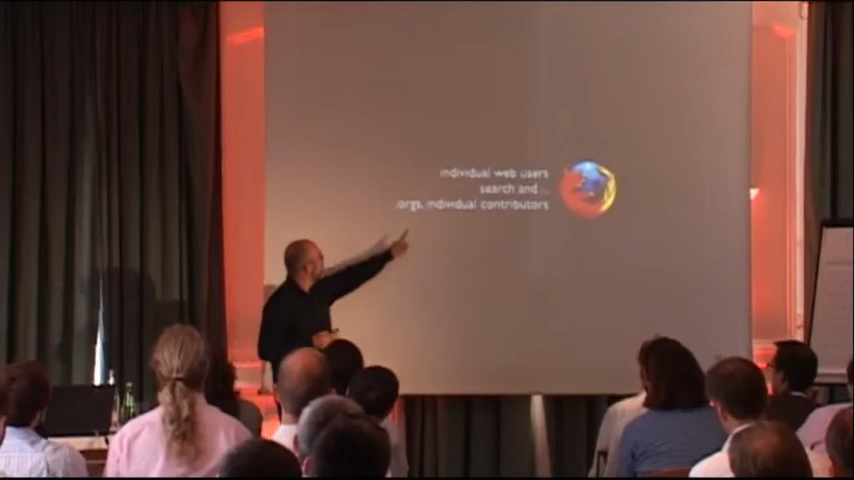 individual web users
search and...
.orgs, individual contributors